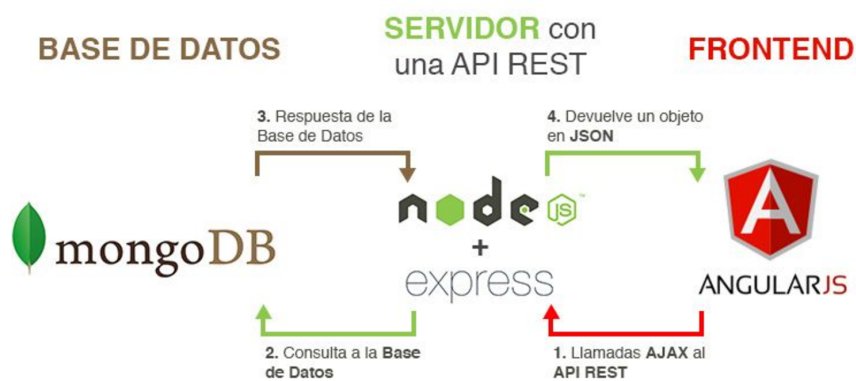 BASE DE DATOS
SERVIDOR con
una API REST
FRONTEND
3. Respuesta de la
Base de Datos
4. Devuelve un objeto
en JSON
mongoDB
node
JS
™
+
express
A
ANGULARJS
2. Consulta a la Base
de Datos
1. Llamadas AJAX al
API REST